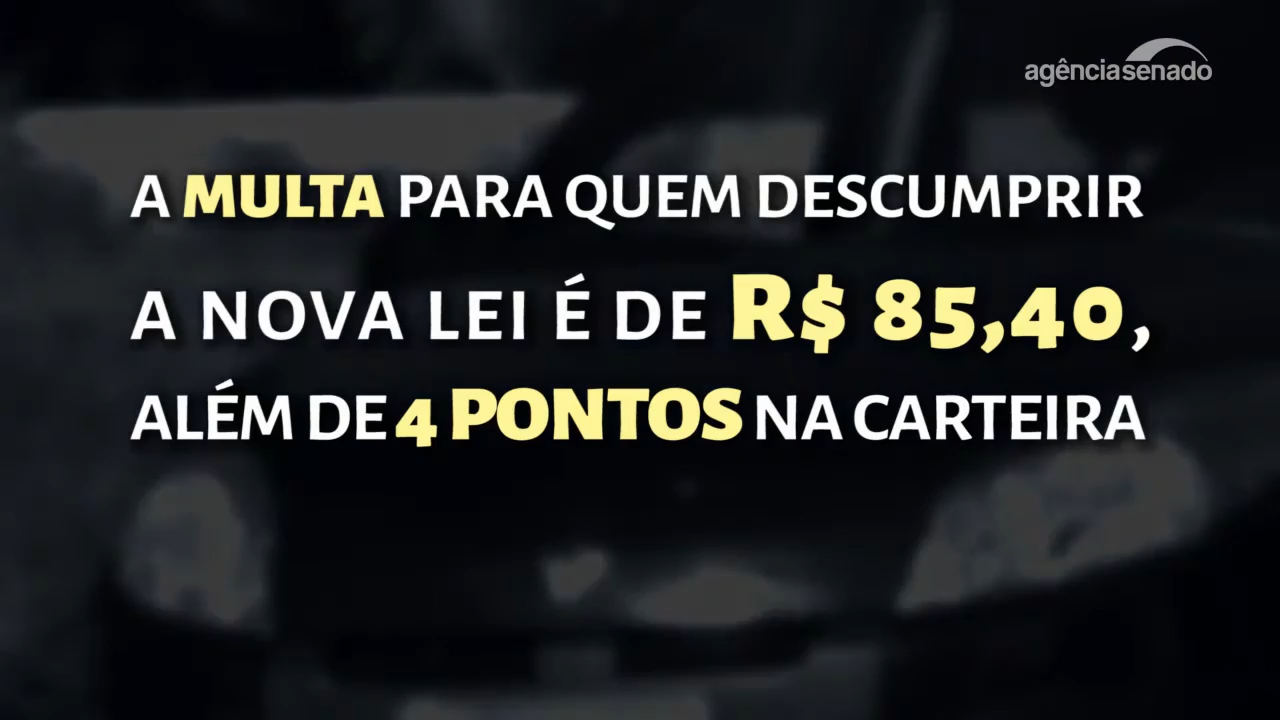 agênciasenado
A MULTA PARA QUEM DESCUMPRIR
A NOVA LEI É DE R$ 85,40,
ALÉM DE 4 PONTOS NA CARTEIRA